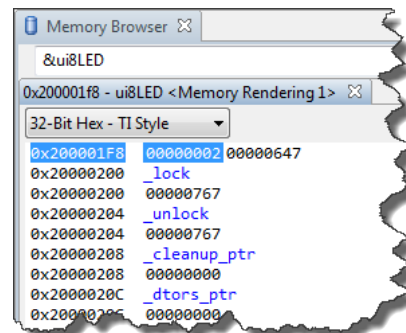 Memory Browser
&ui8LED
0x200001f8 - ui8LED <Memory Rendering 1>
32-Bit Hex - TI Style
0x200001F8 00000002 00000647
0x20000200 _lock
0x20000200 00000767
0x20000204 _unlock
0x20000204 00000767
0x20000208 _cleanup_ptr
0x20000208 00000000
0x2000020C _dtors_ptr
0x2000020C 00000000